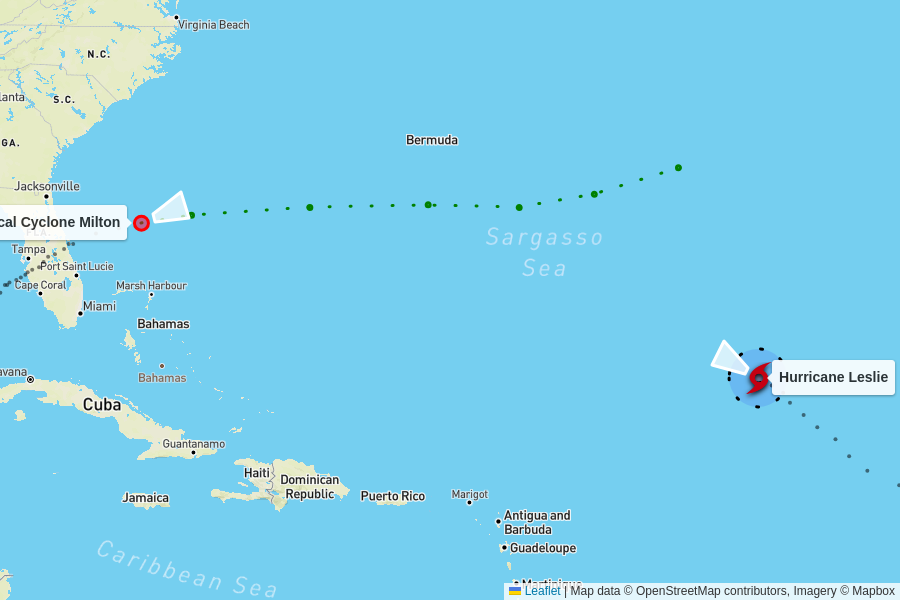 Virginia Beach
N.C.
lanta
S.C.
GA.
Bermuda
Jacksonville
cal Cyclone Milton
FLA.
Tampa
Port Saint Lucie
Cape Coral
Miami
Marsh Harbour
Bahamas
Bahamas
Sargasso
Sea
Hurricane Leslie
avana
Cuba
Guantanamo
Haiti
Dominican
Republic
Jamaica
Puerto Rico
Marigot
Antigua and
Barbuda
Guadeloupe
Caribbean Sea
Martinique
Leaflet | Map data © OpenStreetMap contributors, Imagery © Mapbox